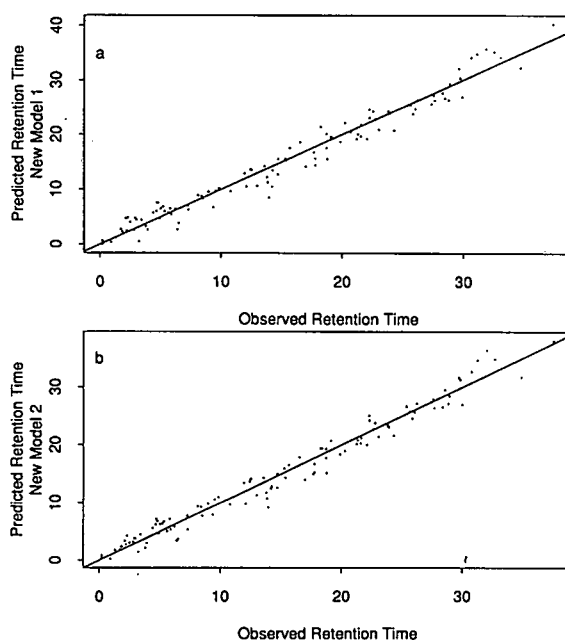 a
Predicted Retention Time
New Model 1
0 10 20 30 40
0 10 20 30
Observed Retention Time
b
Predicted Retention Time
New Model 2
0 10 20 30
0 10 20 30
Observed Retention Time